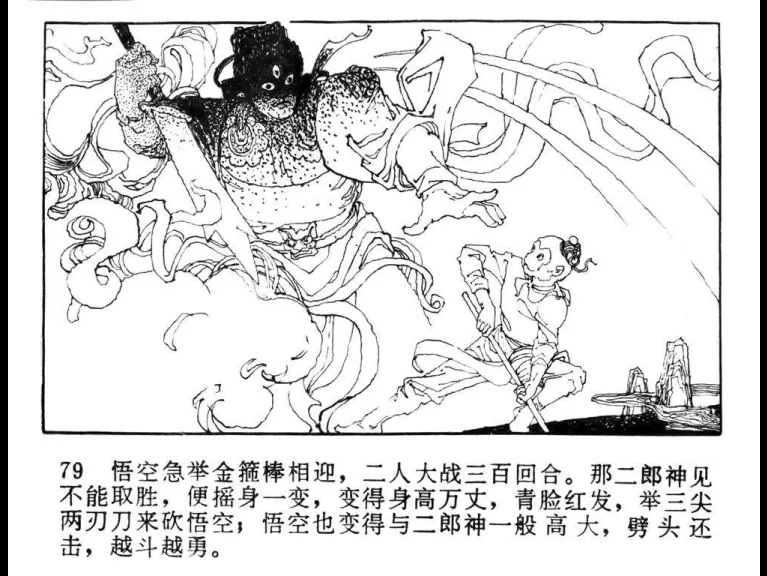 79 悟空急举金箍棒相迎，二人大战三百回合。那二郎神见
不能取胜，便摇身一变，变得身高万丈，青脸红发，举三尖
两刃刀来砍悟空；悟空也变得与二郎神一般高大，劈头还
击，越斗越勇。